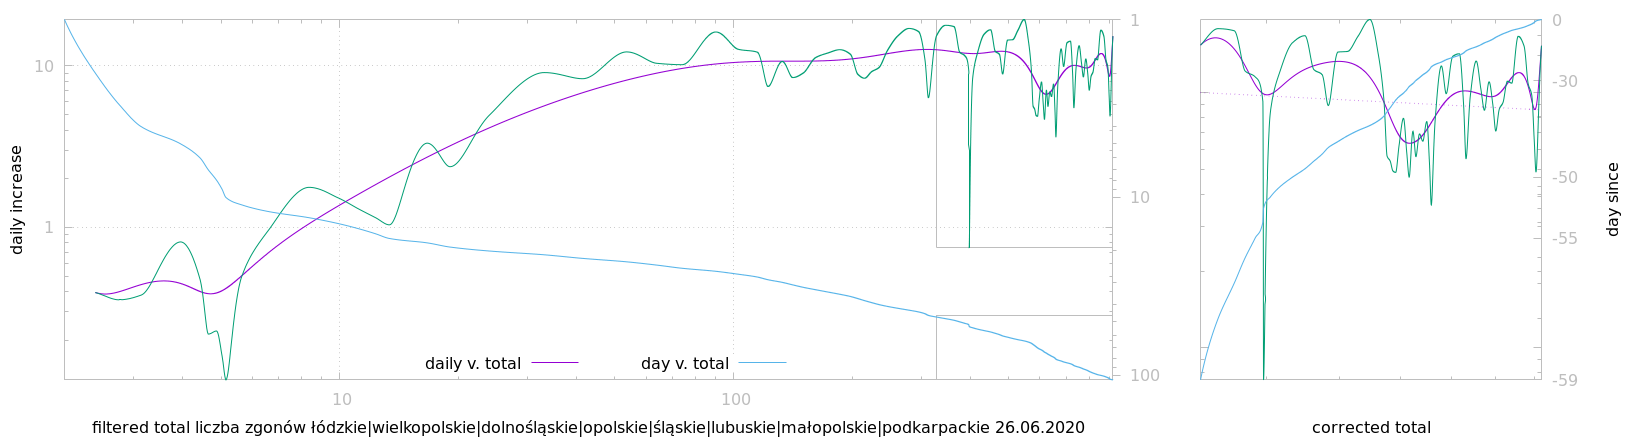 10
1
daily increase
daily v. total
day v. total
10
100
1
10
100
filtered total liczba zgonów łódzkie|wielkopolskie|dolnośląskie|opolskie|śląskie|lubuskie|małopolskie|podkarpackie 26.06.2020
0
-30
-50
-55
-59
day since
corrected total